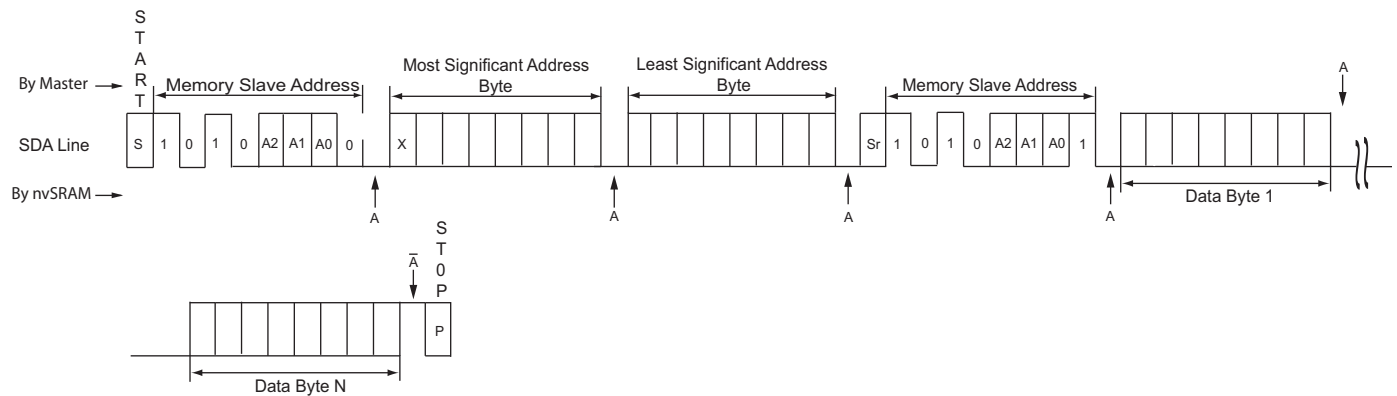 START
By Master
Memory Slave Address
Most Significant Address
Byte
Least Significant Address
Byte
Memory Slave Address
A
SDA Line
S 1 0 1 0 A2 A1 A0 0 X Sr 1 0 1 0 A2 A1 A0 1
By nvSRAM
A A A A
Data Byte 1
A̅
ST0P
P
Data Byte N